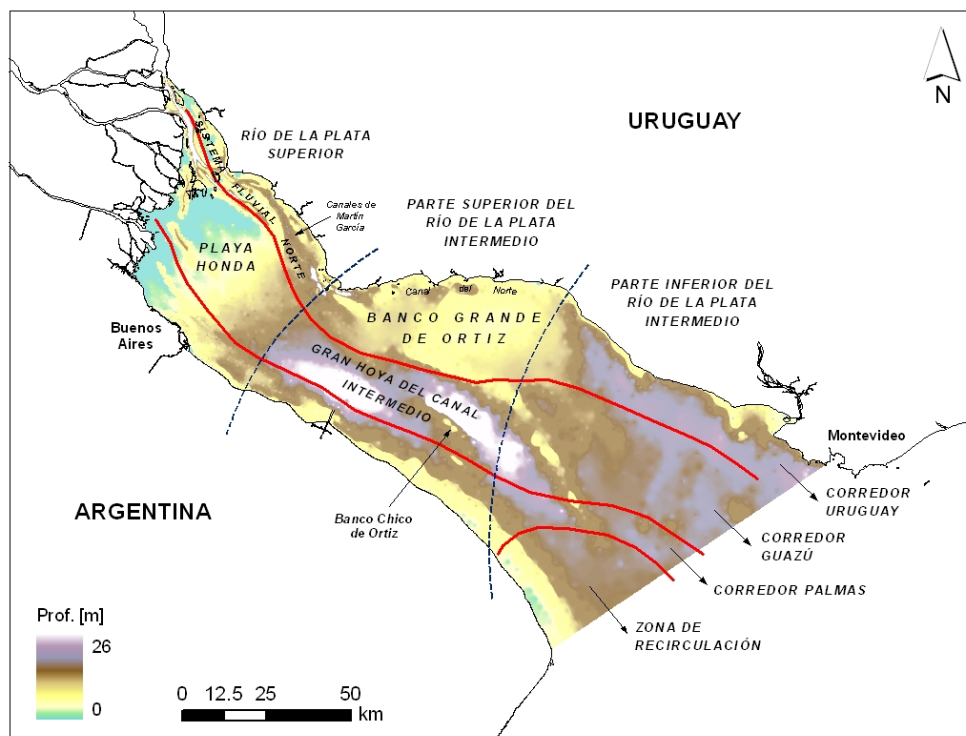 N
URUGUAY
RÍO DE LA PLATA
SUPERIOR
SISTEMA FLUVIAL NORTE
Canales de
Martín
García
PARTE SUPERIOR DEL
RÍO DE LA PLATA
INTERMEDIO
PLAYA
HONDA
Canal del Norte
PARTE INFERIOR DEL
RÍO DE LA PLATA
INTERMEDIO
BANCO GRANDE
DE ORTIZ
Buenos
Aires
GRAN HOYA DEL CANAL
INTERMEDIO
Montevideo
CORREDOR
URUGUAY
ARGENTINA
Banco Chico
de Ortiz
CORREDOR
GUAZÚ
CORREDOR PALMAS
ZONA DE
RECIRCULACIÓN
Prof. [m]
26
0
0 12.5 25 50
km